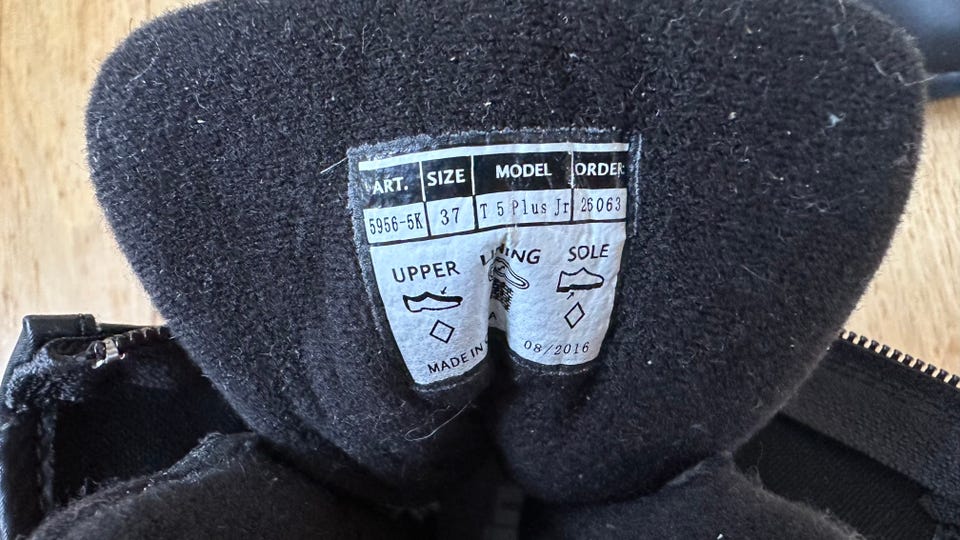 ART. SIZE MODEL ORDER:
5956-5K 37 T 5 Plus Jr 26063
UPPER SOLE
MADE IN
08/2016